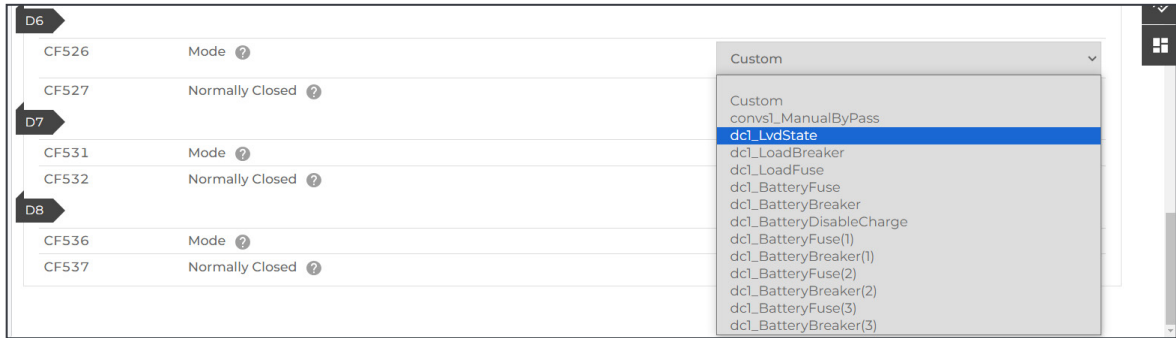 D6
CF526 Mode ? Custom
CF527 Normally Closed ?
Custom
convs1_ManualByPass
D7
dc1_LvdState
CF531 Mode ? dc1_LoadBreaker
dc1_LoadFuse
CF532 Normally Closed ? dc1_BatteryFuse
dc1_BatteryBreaker
D8
dc1_BatteryDisableCharge
CF536 Mode ? dc1_BatteryFuse(1)
dc1_BatteryBreaker(1)
CF537 Normally Closed ? dc1_BatteryFuse(2)
dc1_BatteryBreaker(2)
dc1_BatteryFuse(3)
dc1_BatteryBreaker(3)